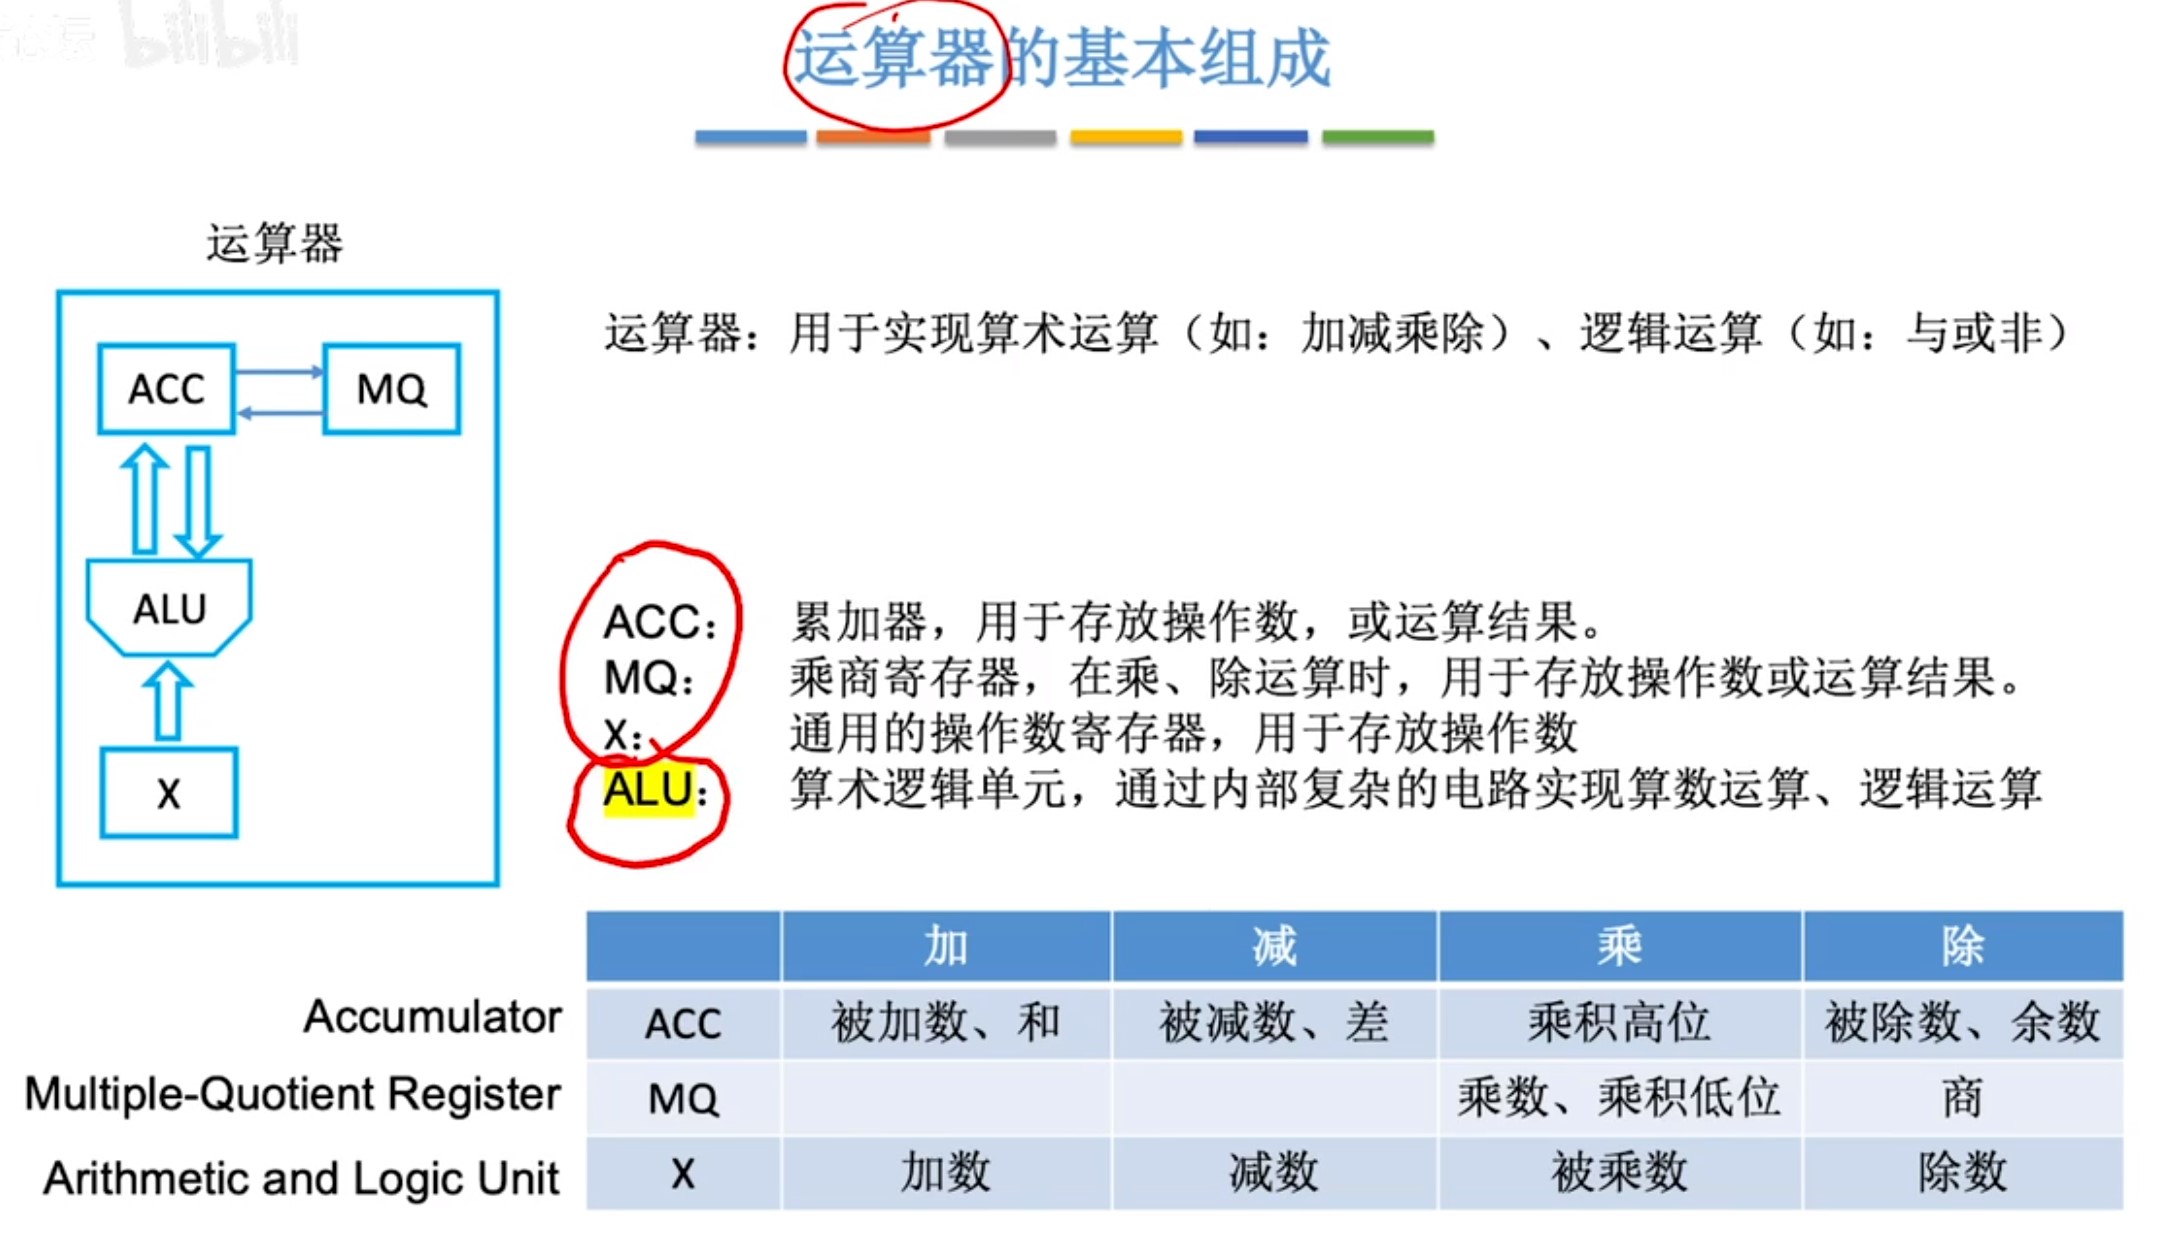 bilibili
运算器的基本组成
运算器
ACC
MQ
ALU
X
运算器：用于实现算术运算（如：加减乘除）、逻辑运算（如：与或非）
ACC： 累加器，用于存放操作数，或运算结果。
MQ： 乘商寄存器，在乘、除运算时，用于存放操作数或运算结果。
X： 通用的操作数寄存器，用于存放操作数
ALU： 算术逻辑单元，通过内部复杂的电路实现算数运算、逻辑运算
加 减 乘 除
Accumulator ACC 被加数、和 被减数、差 乘积高位 被除数、余数
Multiple-Quotient Register MQ 乘数、乘积低位 商
Arithmetic and Logic Unit X 加数 减数 被乘数 除数